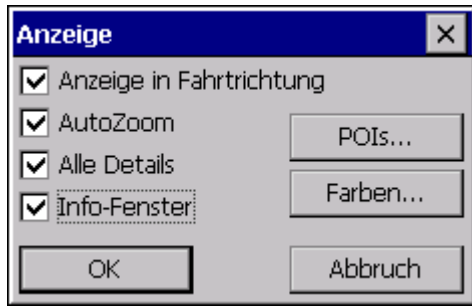 Anzeige
Anzeige in Fahrtrichtung
AutoZoom
POIs...
Alle Details
Farben...
Info-Fenster
OK
Abbruch